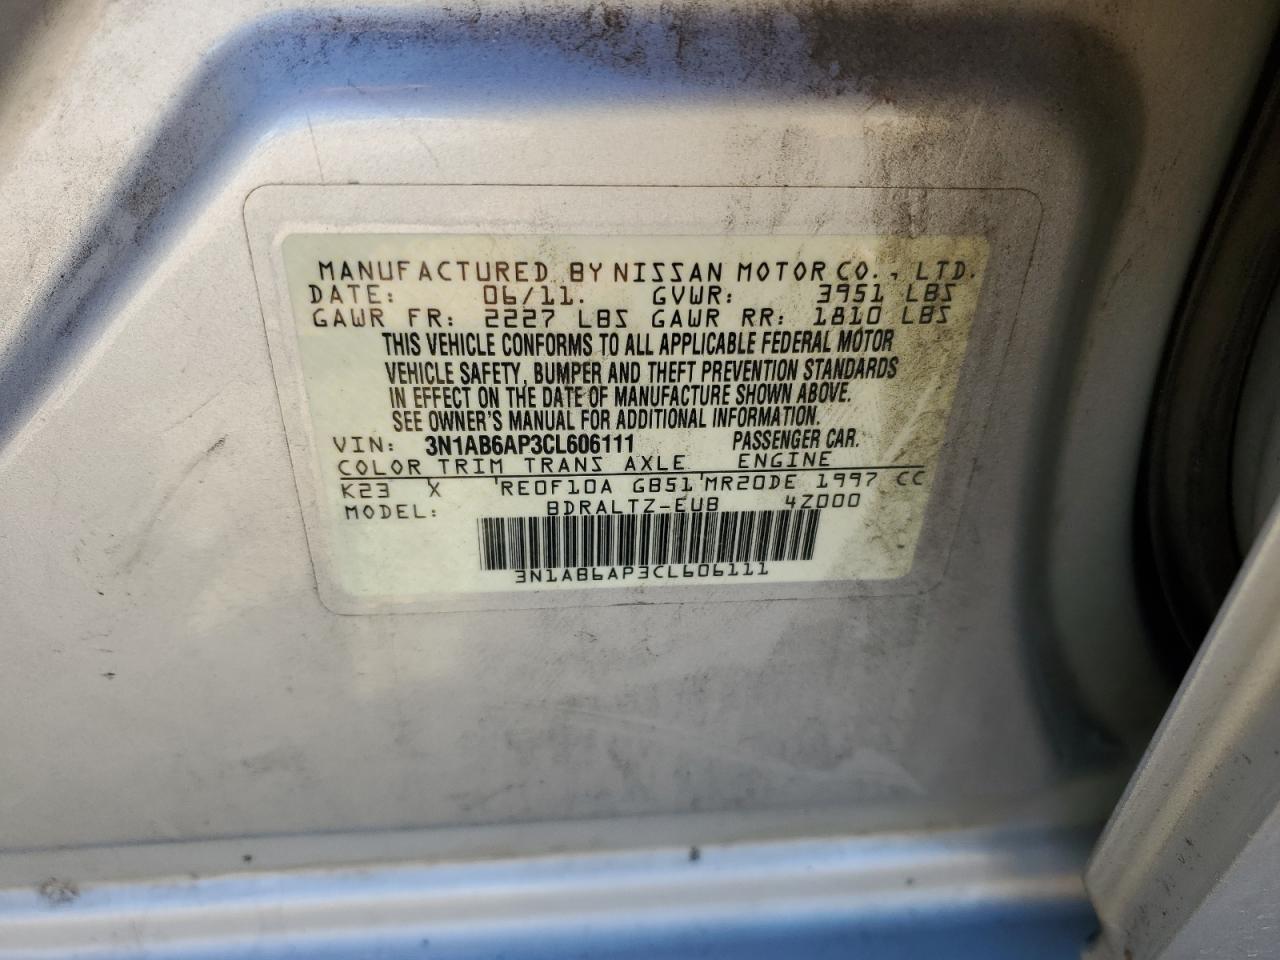 MANUFACTURED BY NISSAN MOTOR CO., LTD.
DATE: 06/11. GVWR: 3951 LBS
GAWR FR: 2227 LBS GAWR RR: 1810 LBS
THIS VEHICLE CONFORMS TO ALL APPLICABLE FEDERAL MOTOR
VEHICLE SAFETY, BUMPER AND THEFT PREVENTION STANDARDS
IN EFFECT ON THE DATE OF MANUFACTURE SHOWN ABOVE.
SEE OWNER'S MANUAL FOR ADDITIONAL INFORMATION.
VIN: 3N1AB6AP3CL606111 PASSENGER CAR.
COLOR TRIM TRANS AXLE ENGINE
K23 X RE0F10A GB51 MR20DE 1997 CC
MODEL: BDRALTZ-EUB 4Z000
3N1AB6AP3CL606111